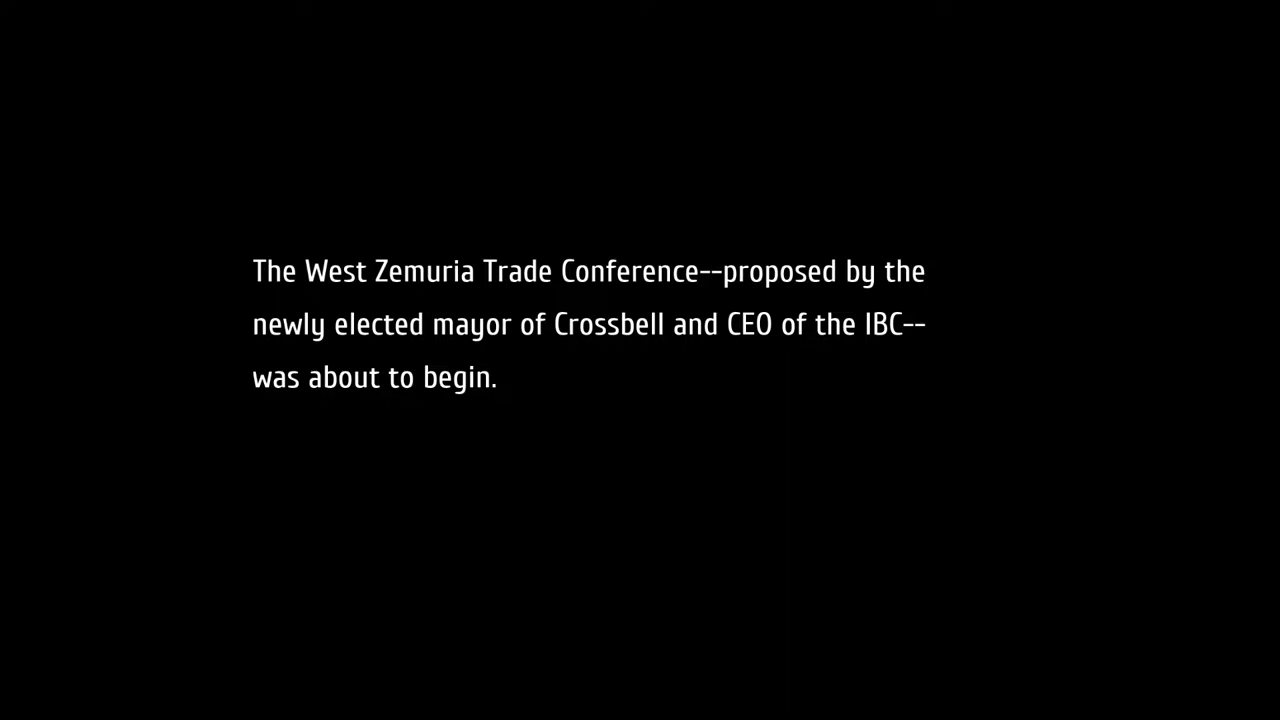 The West Zemuria Trade Conference--proposed by the
newly elected mayor of Crossbell and CEO of the IBC--
was about to begin.